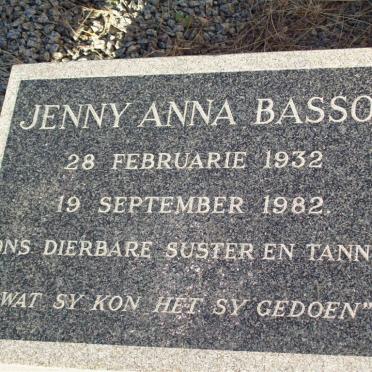 JENNY ANNA BASSO
28 FEBRUARIE 1932
19 SEPTEMBER 1982.
ONS DIERBARE SUSTER EN TANN
WAT SY KON HET SY GEDOEN"